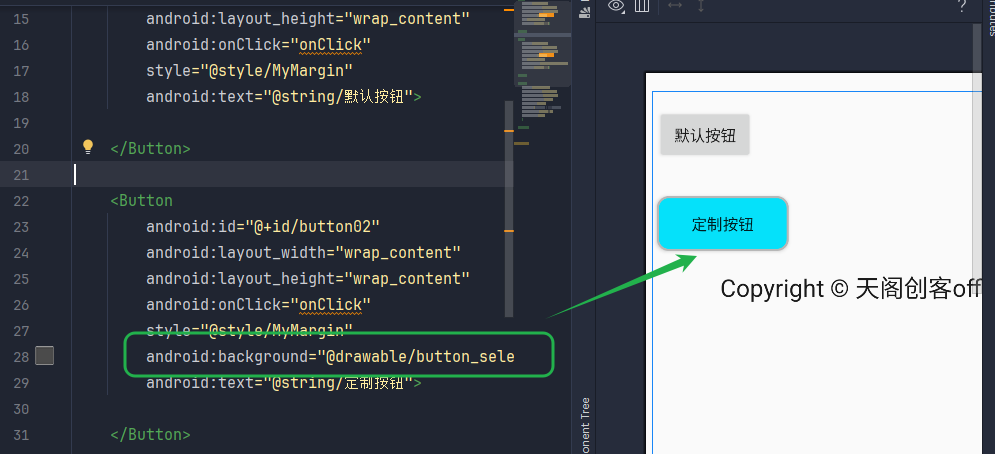 15 android:layout_height="wrap_content"
16 android:onClick="onClick"
17 style="@style/MyMargin"
18 android:text="@string/默认按钮">
19
20 </Button>
21
22 <Button
23 android:id="@+id/button02"
24 android:layout_width="wrap_content"
25 android:layout_height="wrap_content"
26 android:onClick="onClick"
27 style="@style/MyMargin"
28 android:background="@drawable/button_sele
29 android:text="@string/定制按钮">
30
31 </Button>
onent Tree
?
默认按钮
定制按钮
Copyright © 天阁创客off